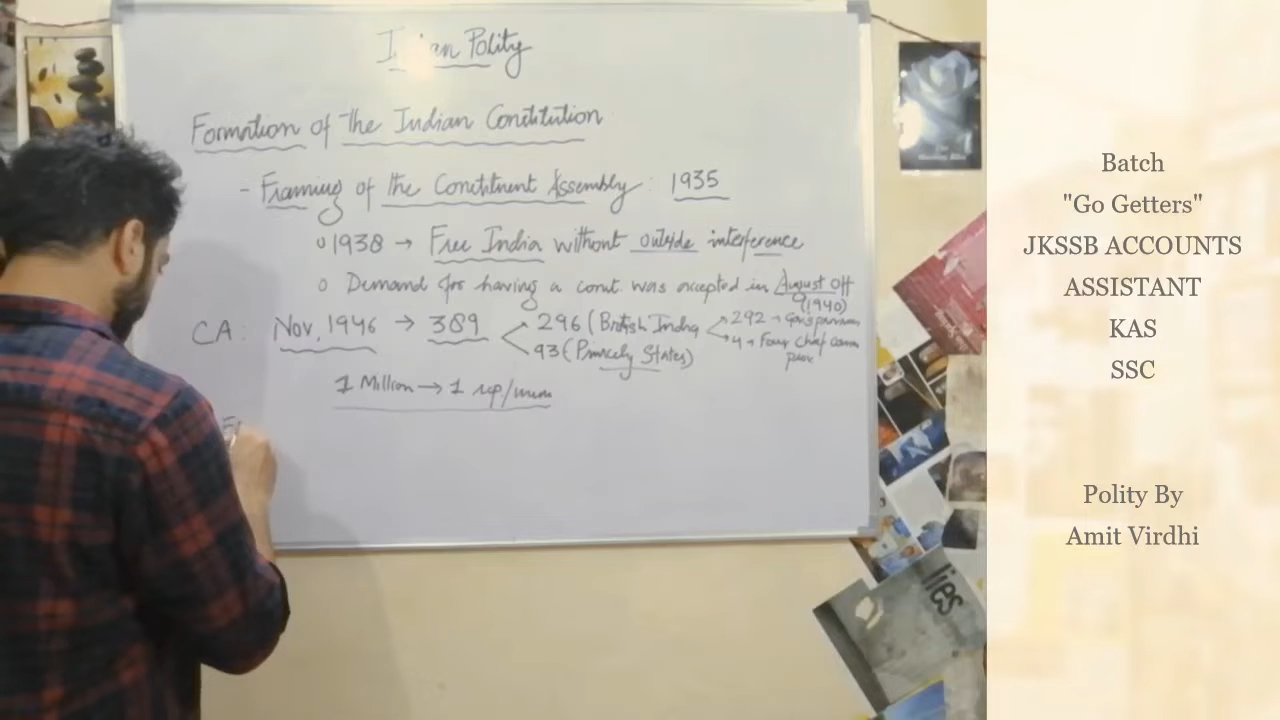 Indian Polity
Formation of the Indian Constitution
- Framing of the Constituent Assembly : 1935
o 1938 → Free India without outside interference
o Demand for having a const. was accepted in August Off
(1940)
CA: Nov, 1946 → 389
296 (British India
292 →
4 → Four Chief Comm
prov
93 (Princely States)
1 Million → 1 rep./mem
Batch
"Go Getters"
JKSSB ACCOUNTS
ASSISTANT
KAS
SSC
Polity By
Amit Virdhi
lies